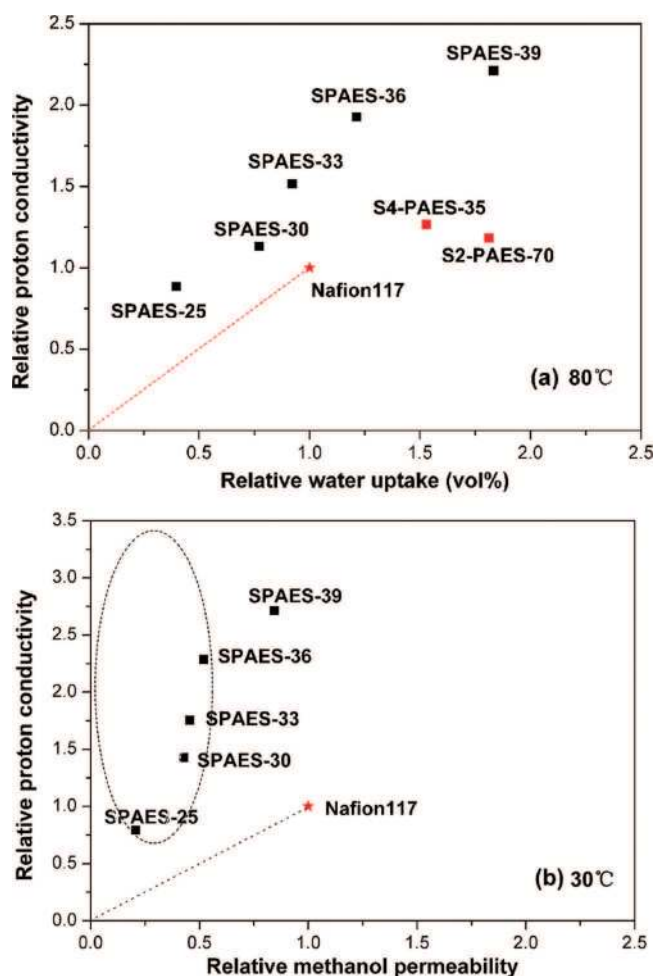 2.5
SPAES-39
2.0
SPAES-36
SPAES-33
1.5
S4-PAES-35
SPAES-30
S2-PAES-70
1.0
Nafion117
SPAES-25
0.5
(a) 80℃
0.0
0.0 0.5 1.0 1.5 2.0 2.5
Relative proton conductivity
Relative water uptake (vol%)
3.5
3.0
SPAES-39
2.5
SPAES-36
2.0
SPAES-33
1.5
SPAES-30
1.0
SPAES-25
Nafion117
0.5
(b) 30℃
0.0
0.0 0.5 1.0 1.5 2.0 2.5
Relative proton conductivity
Relative methanol permeability